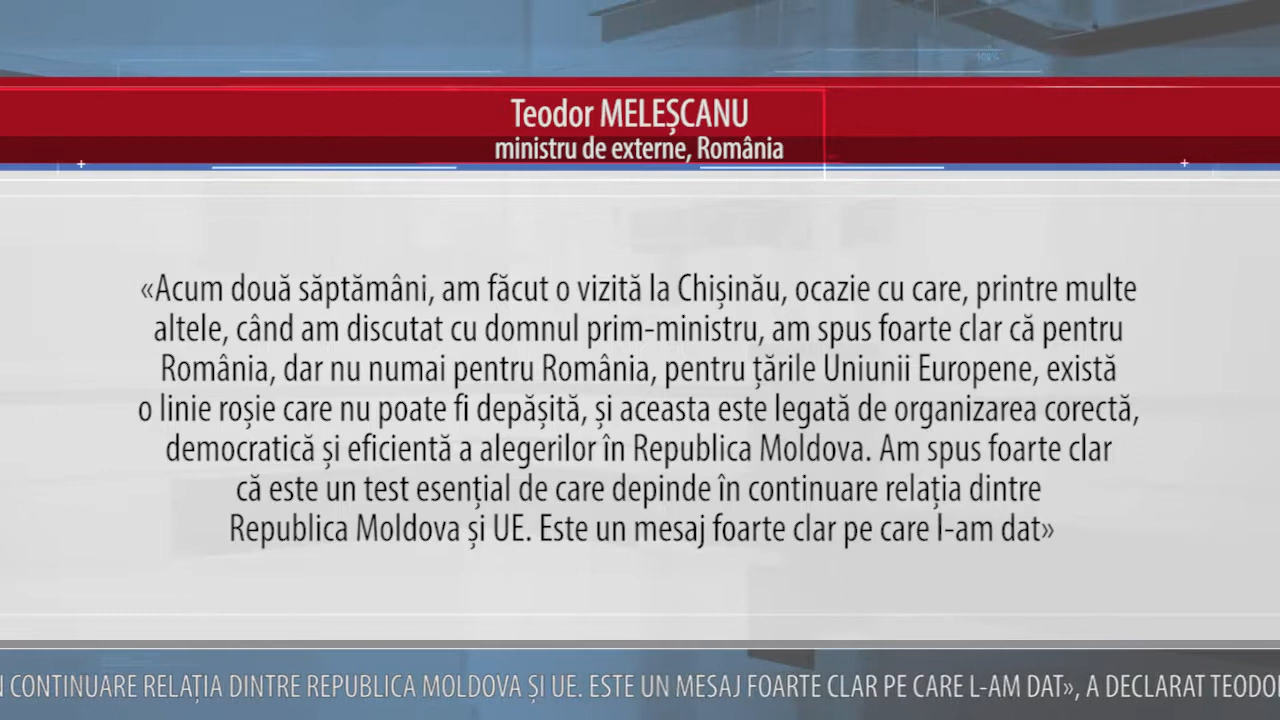 Teodor MELEȘCANU
ministru de externe, România
«Acum două săptămâni, am făcut o vizită la Chișinău, ocazie cu care, printre multe
altele, când am discutat cu domnul prim-ministru, am spus foarte clar că pentru
România, dar nu numai pentru România, pentru țările Uniunii Europene, există
o linie roșie care nu poate fi depășită, și aceasta este legată de organizarea corectă,
democratică și eficientă a alegerilor în Republica Moldova. Am spus foarte clar
că este un test esențial de care depinde în continuare relația dintre
Republica Moldova și UE. Este un mesaj foarte clar pe care l-am dat»
CONTINUARE RELAȚIA DINTRE REPUBLICA MOLDOVA ȘI UE. ESTE UN MESAJ FOARTE CLAR PE CARE L-AM DAT», A DECLARAT TEODO